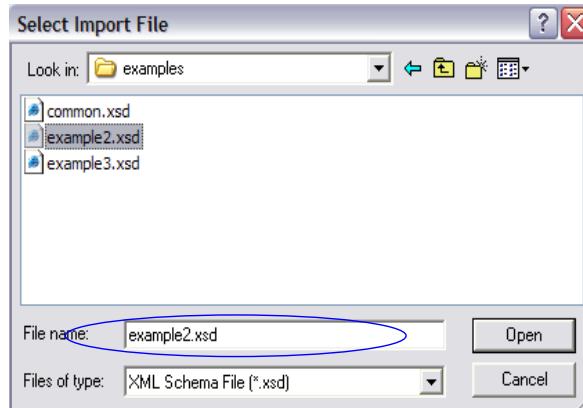 Select Import File
Look in: examples
common.xsd
example2.xsd
example3.xsd
File name: example2.xsd
Open
Files of type: XML Schema File (*.xsd)
Cancel